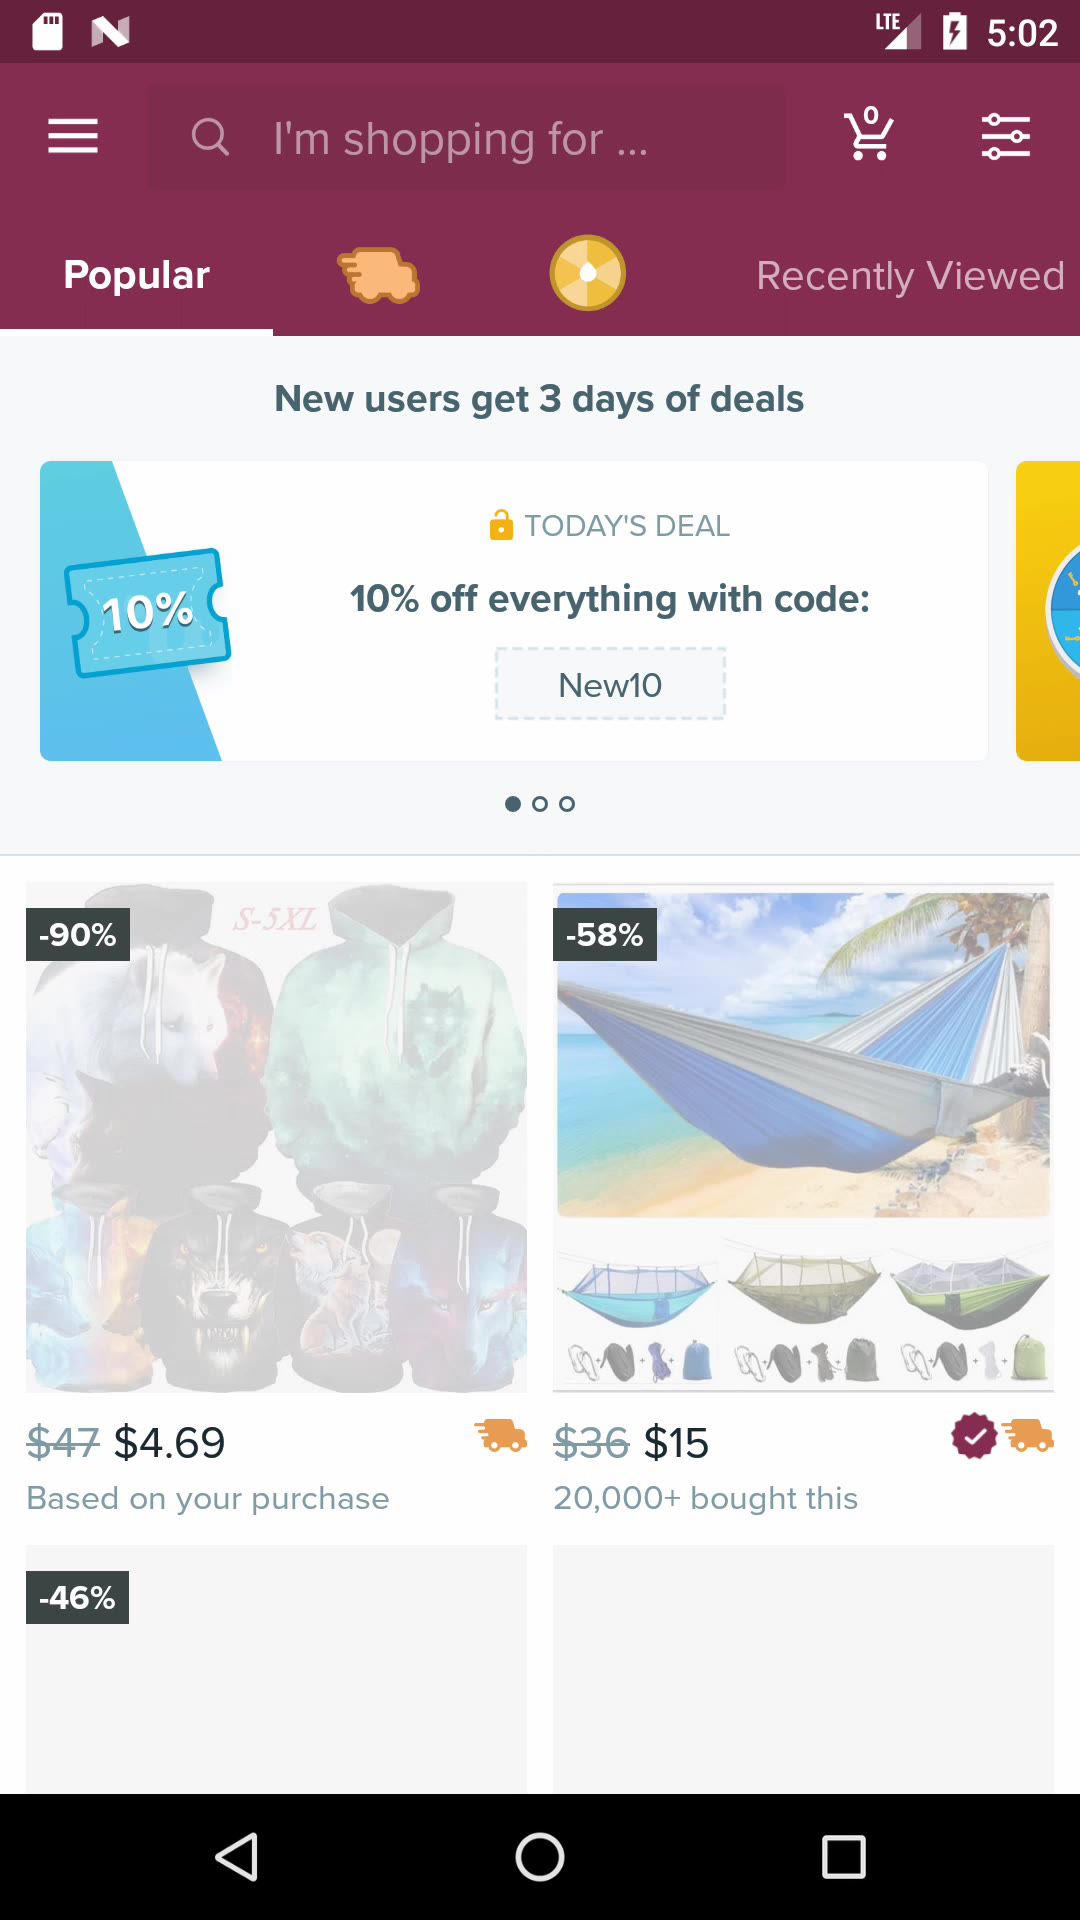 LTE 5:02
I'm shopping for ...
0
Popular
Recently Viewed
New users get 3 days of deals
TODAY'S DEAL
10%
10% off everything with code:
New10
-90%
S-5XL
-58%
$47 $4.69
$36 $15
Based on your purchase
20,000+ bought this
-46%